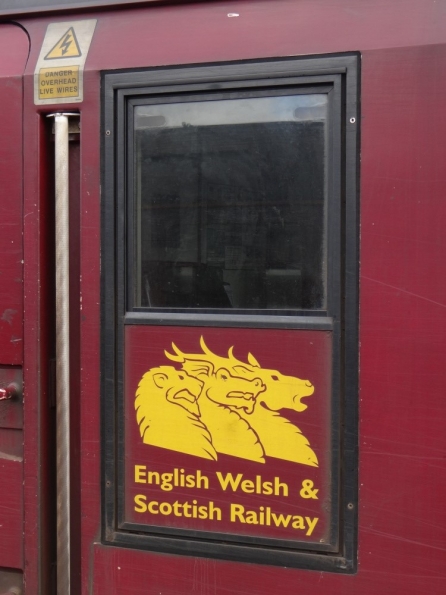 DANGER
OVERHEAD
LIVE WIRES
English Welsh &
Scottish Railway